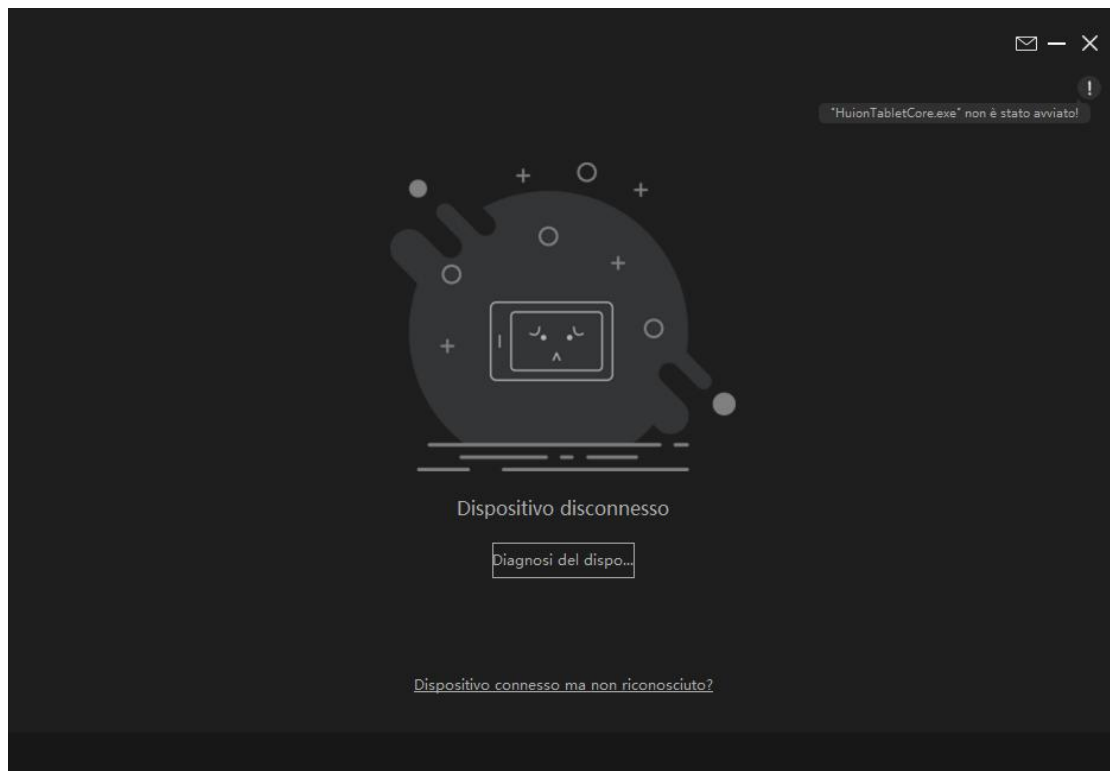 "HuionTabletCore.exe" non è stato avviato!
Dispositivo disconnesso
Diagnosi del dispo...
Dispositivo connesso ma non riconosciuto?